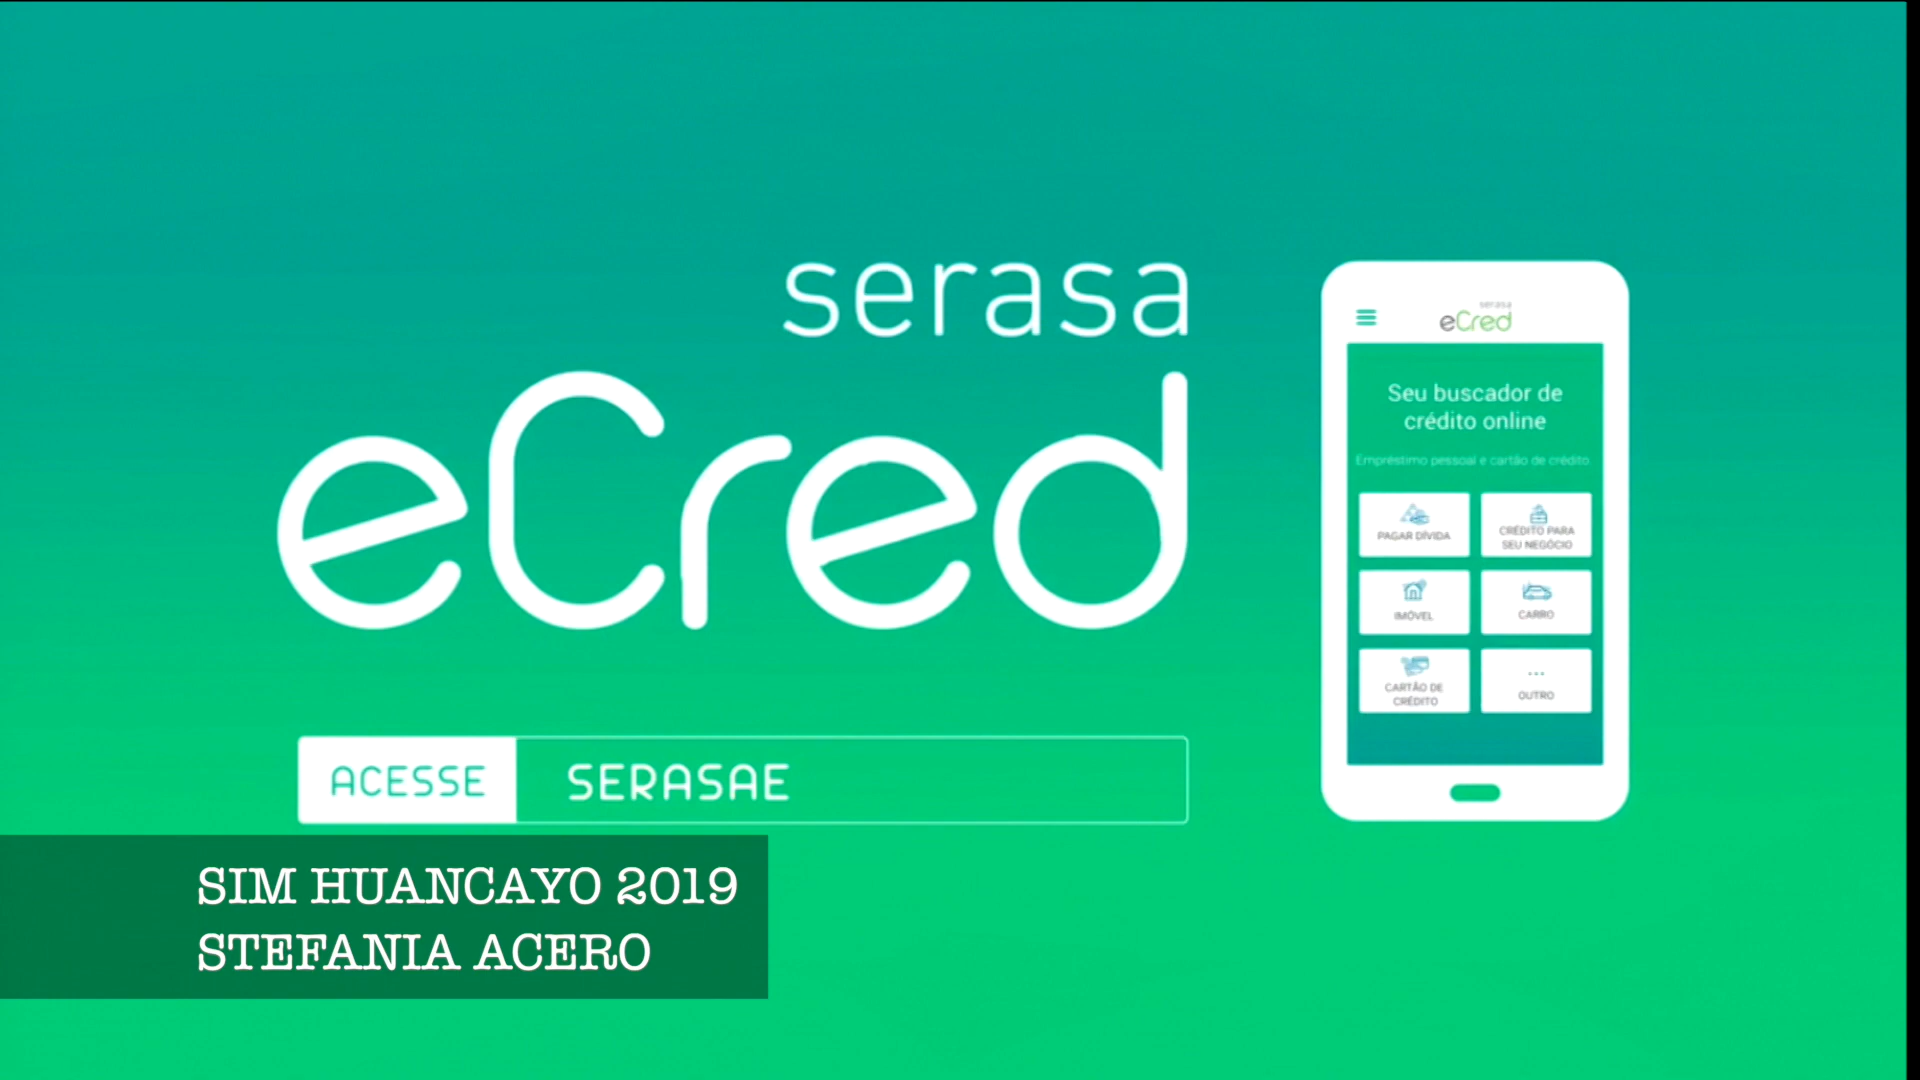 serasa
eCred
ACESSE SERASAE
SIM HUANCAYO 2019
STEFANIA ACERO
serasa
eCred
Seu buscador de
crédito online
Empréstimo pessoal e cartão de crédito
PAGAR DÍVIDA
CRÉDITO PARA
SEU NEGÓCIO
IMÓVEL
CARRO
CARTÃO DE
CRÉDITO
...
OUTRO